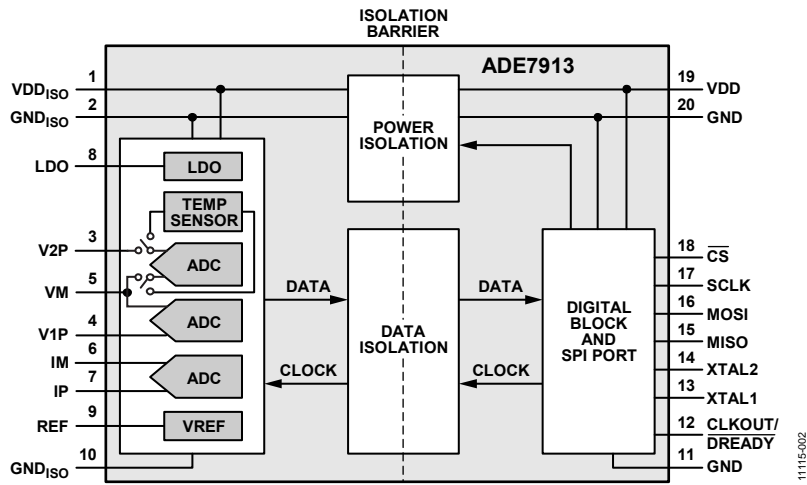 ISOLATION
BARRIER
ADE7913
1
VDDISO
2
GNDISO
8
LDO
3
V2P
5
VM
4
V1P
6
IM
7
IP
9
REF
10
GNDISO
LDO
TEMP
SENSOR
ADC
ADC
ADC
VREF
POWER
ISOLATION
DATA
CLOCK
DATA
ISOLATION
DATA
CLOCK
DIGITAL
BLOCK
AND
SPI PORT
19
VDD
20
GND
18
CS
17
SCLK
16
MOSI
15
MISO
14
XTAL2
13
XTAL1
12
CLKOUT/
DREADY
11
GND
11115-002